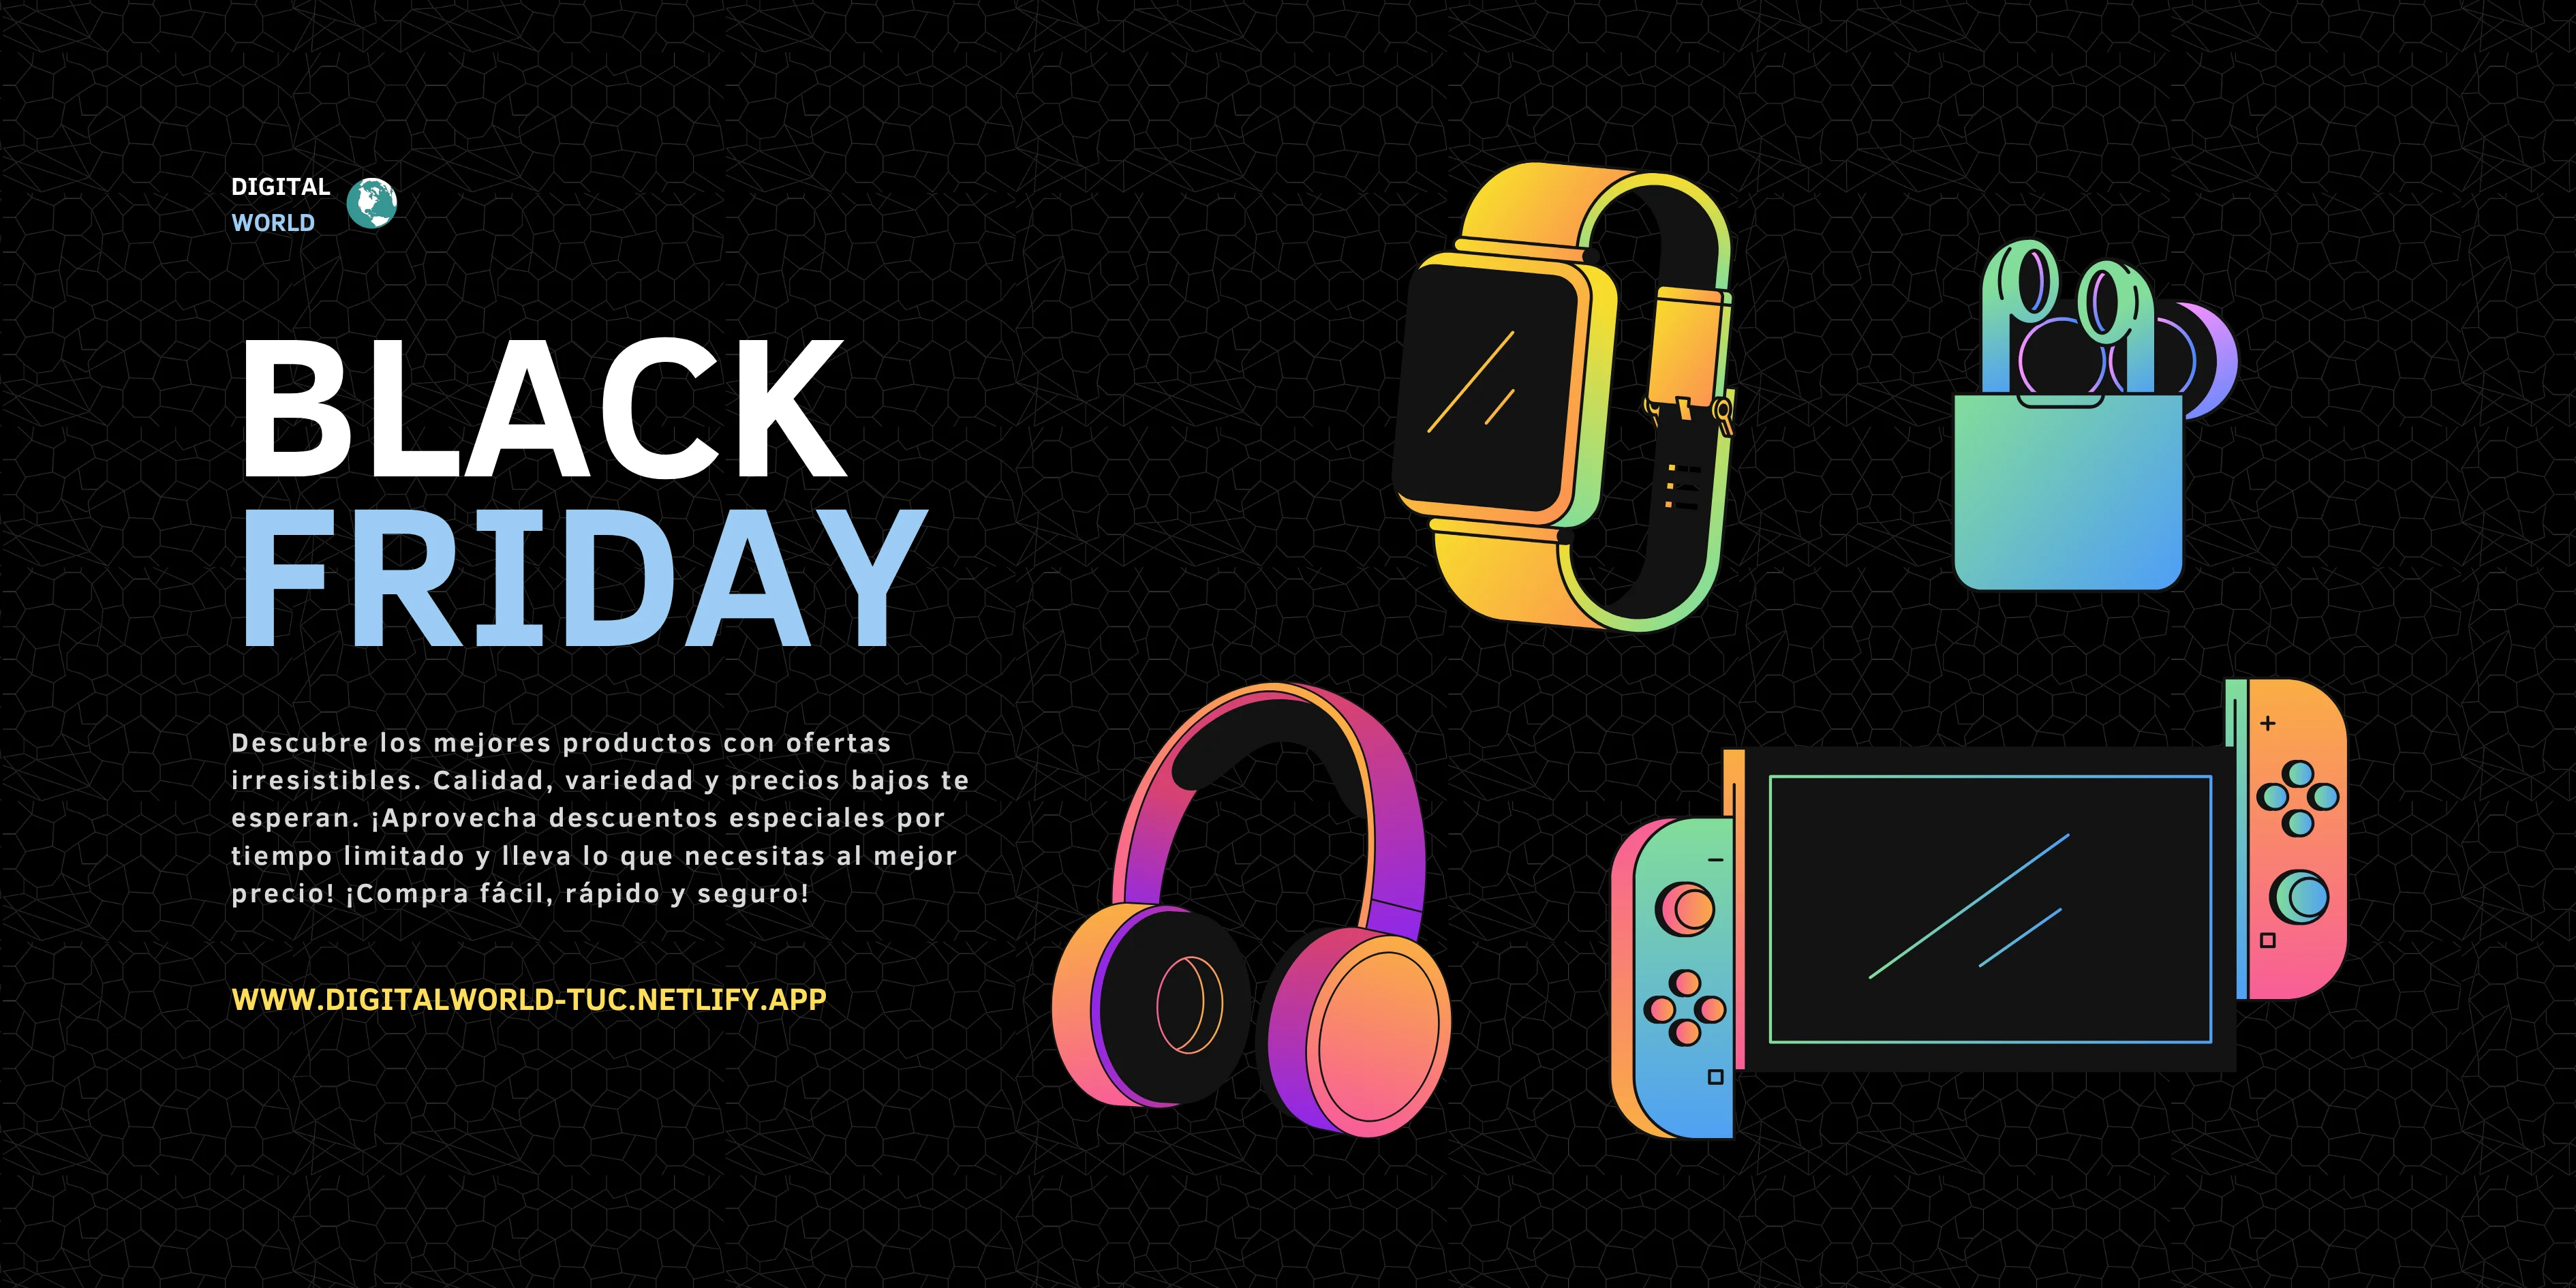 DIGITAL
WORLD
BLACK
FRIDAY
Descubre los mejores productos con ofertas
irresistibles. Calidad, variedad y precios bajos te
esperan. ¡Aprovecha descuentos especiales por
tiempo limitado y lleva lo que necesitas al mejor
precio! ¡Compra fácil, rápido y seguro!
WWW.DIGITALWORLD-TUC.NETLIFY.APP